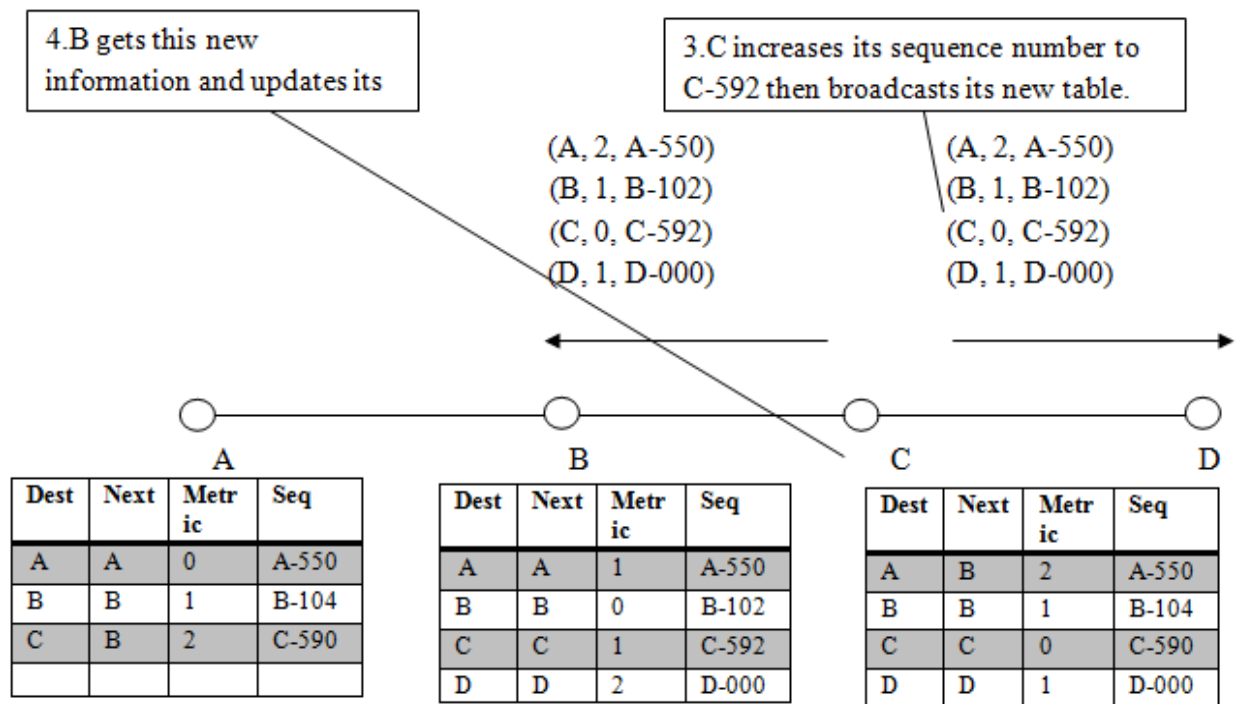 4.B gets this new
information and updates its
3.C increases its sequence number to
C-592 then broadcasts its new table.
(A, 2, A-550)
(B, 1, B-102)
(C, 0, C-592)
(D, 1, D-000)
(A, 2, A-550)
(B, 1, B-102)
(C, 0, C-592)
(D, 1, D-000)
A
B
C
D
Dest Next Metr Seq
ic
A A 0 A-550
B B 1 B-104
C B 2 C-590
Dest Next Metr Seq
ic
A A 1 A-550
B B 0 B-102
C C 1 C-592
D D 2 D-000
Dest Next Metr Seq
ic
A B 2 A-550
B B 1 B-104
C C 0 C-590
D D 1 D-000